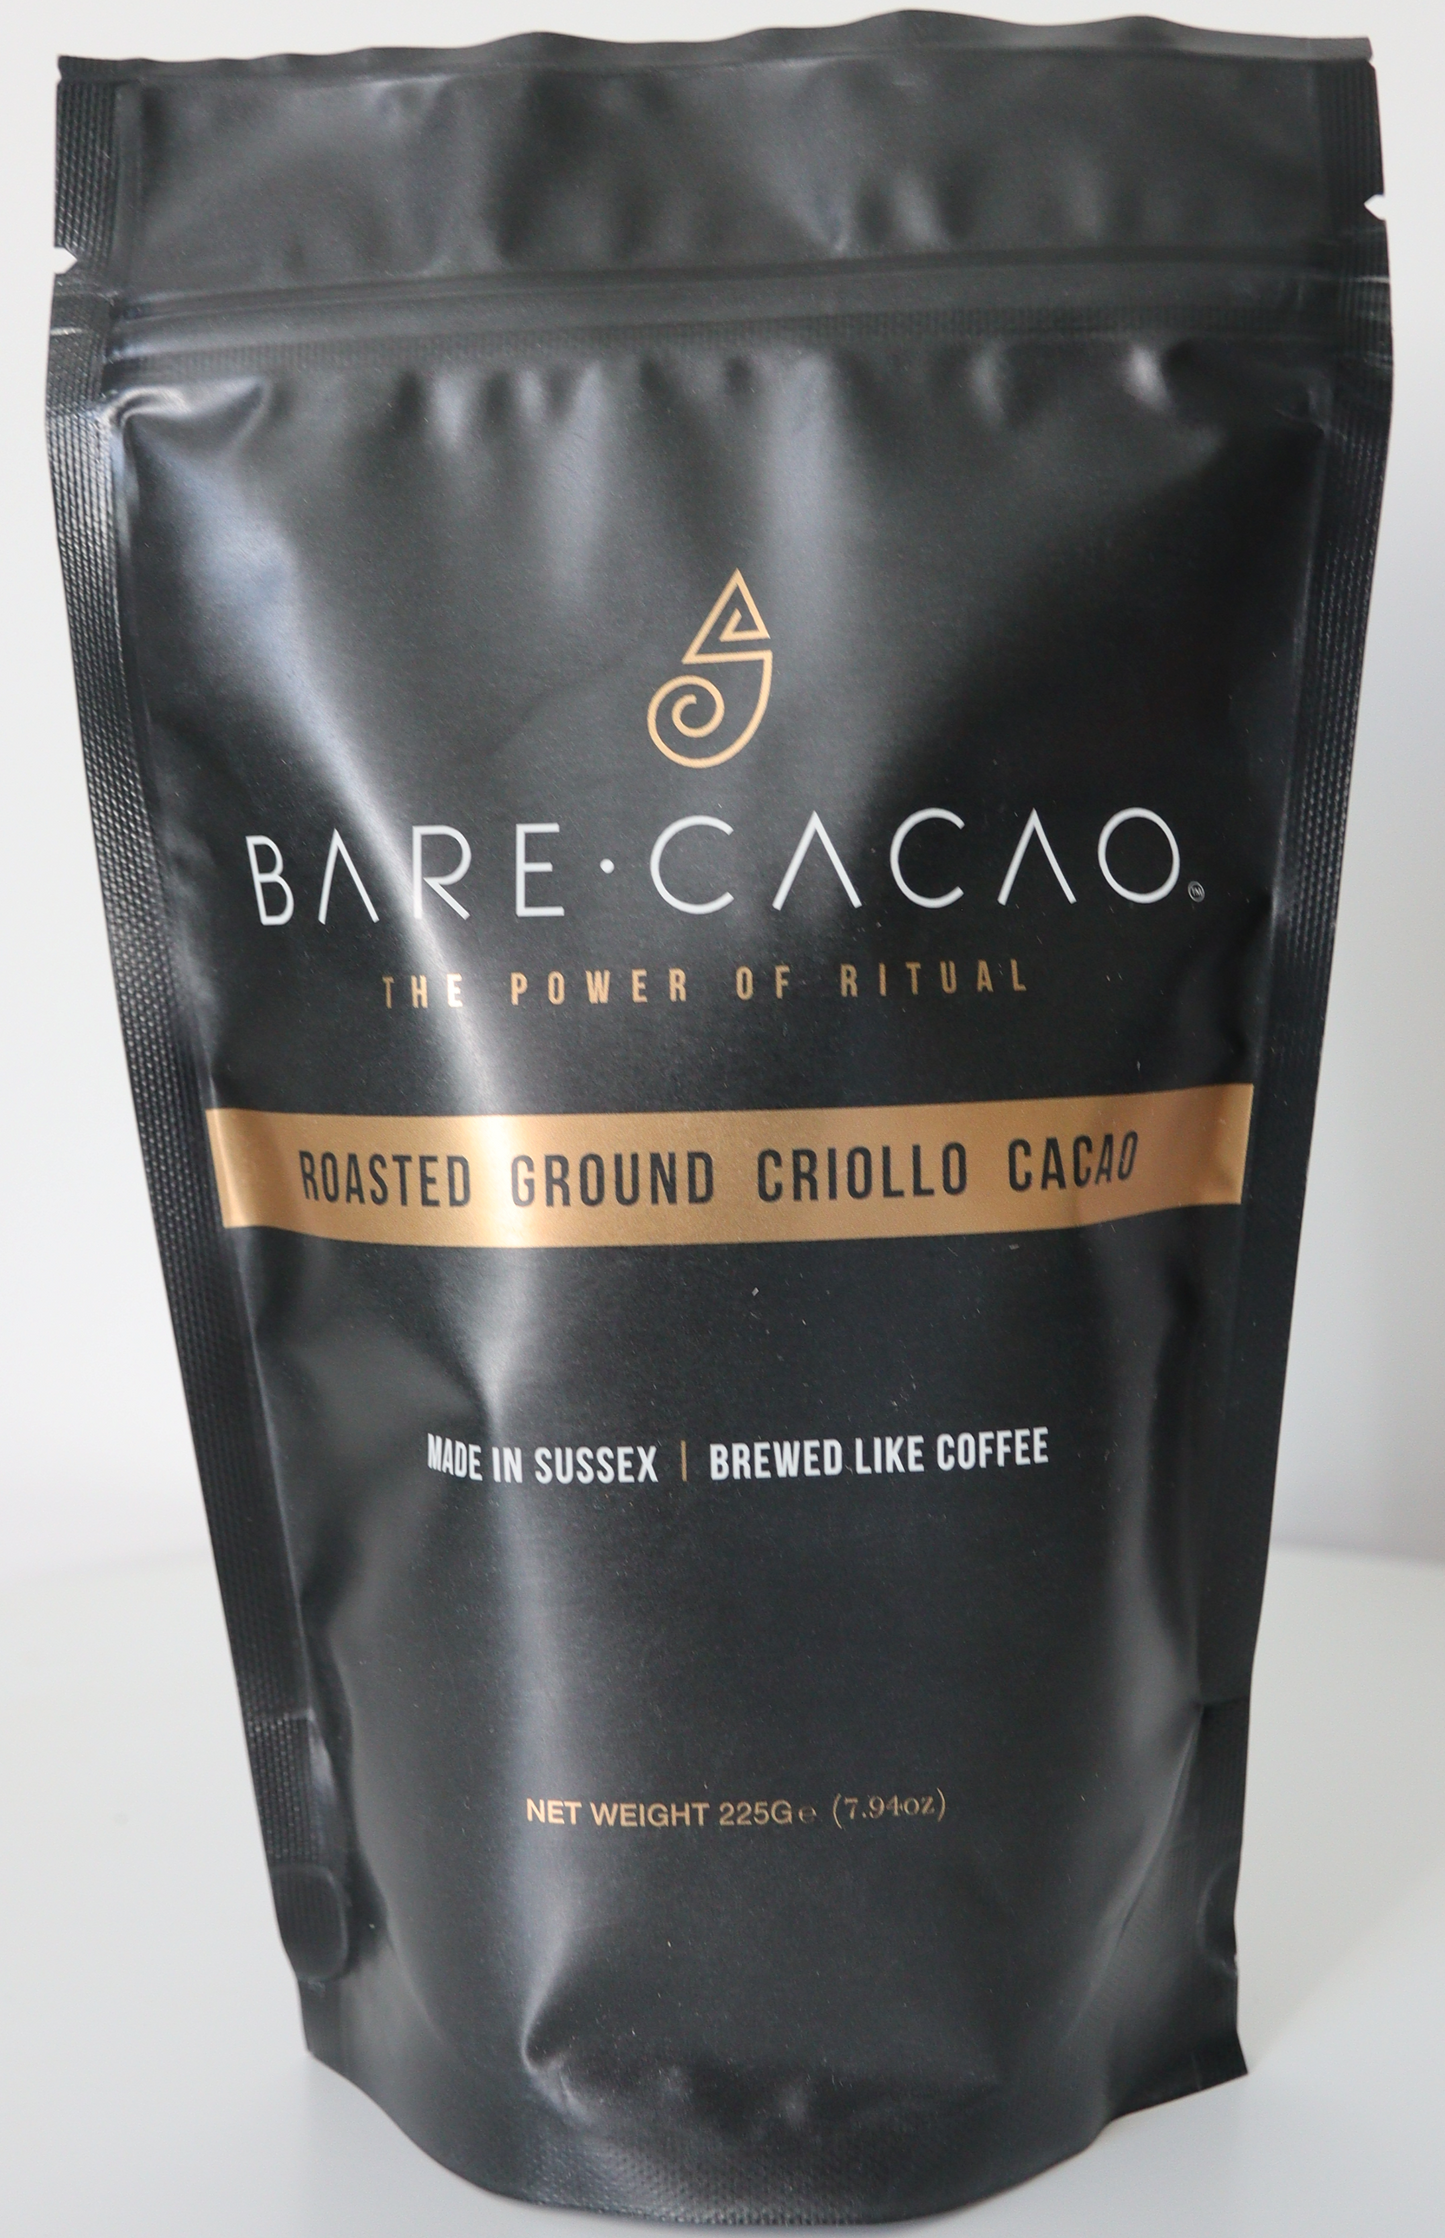 BARE·CACAO.™
THE POWER OF RITUAL
ROASTED GROUND CRIOLLO CACAO
MADE IN SUSSEX | BREWED LIKE COFFEE
NET WEIGHT 225G℮ (7.94oz)